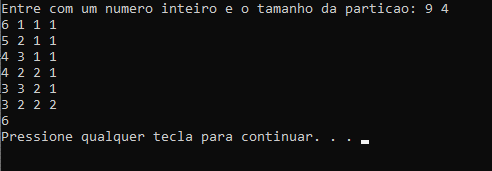 Entre com um numero inteiro e o tamanho da particao: 9 4
6 1 1 1
5 2 1 1
4 3 1 1
4 2 2 1
3 3 2 1
3 2 2 2
6
Pressione qualquer tecla para continuar. . .